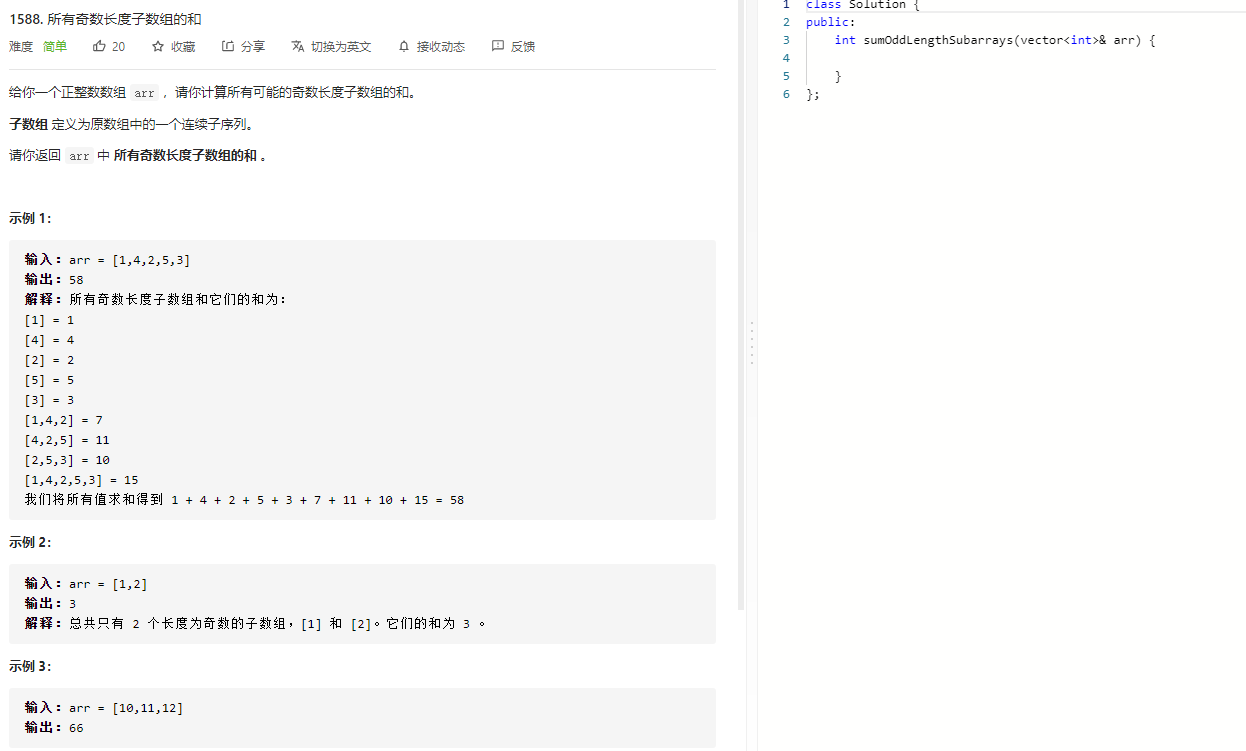 1588. 所有奇数长度子数组的和
难度 简单 20 收藏 分享 切换为英文 接收动态 反馈
给你一个正整数数组 arr ，请你计算所有可能的奇数长度子数组的和。
子数组 定义为原数组中的一个连续子序列。
请你返回 arr 中 所有奇数长度子数组的和 。
示例 1：
输入：arr = [1,4,2,5,3]
输出：58
解释：所有奇数长度子数组和它们的和为：
[1] = 1
[4] = 4
[2] = 2
[5] = 5
[3] = 3
[1,4,2] = 7
[4,2,5] = 11
[2,5,3] = 10
[1,4,2,5,3] = 15
我们将所有值求和得到 1 + 4 + 2 + 5 + 3 + 7 + 11 + 10 + 15 = 58
示例 2：
输入：arr = [1,2]
输出：3
解释：总共只有 2 个长度为奇数的子数组，[1] 和 [2]。它们的和为 3 。
示例 3：
输入：arr = [10,11,12]
输出：66
1 class Solution {
2 public:
3     int sumOddLengthSubarrays(vector<int>& arr) {
4
5     }
6 };